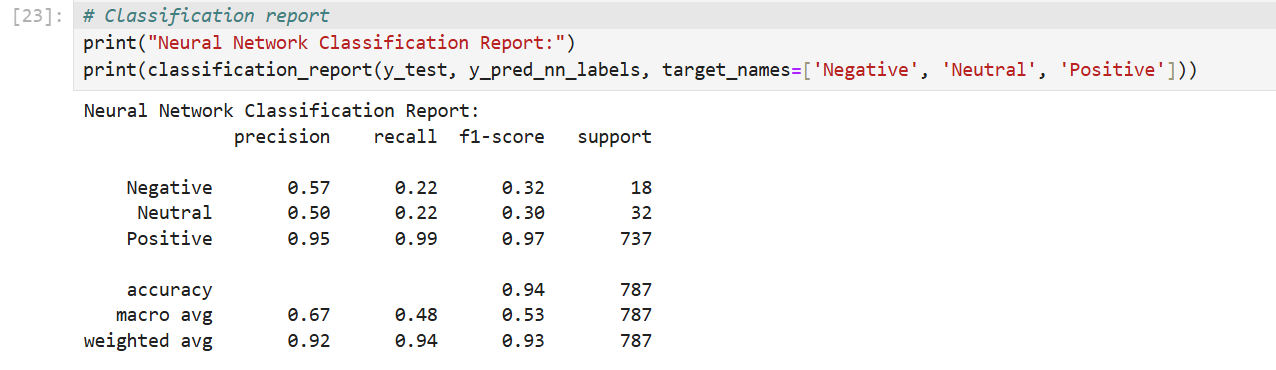 [23]: # Classification report
print("Neural Network Classification Report:")
print(classification_report(y_test, y_pred_nn_labels, target_names=['Negative', 'Neutral', 'Positive']))
Neural Network Classification Report:
precision recall f1-score support
Negative 0.57 0.22 0.32 18
Neutral 0.50 0.22 0.30 32
Positive 0.95 0.99 0.97 737
accuracy 0.94 787
macro avg 0.67 0.48 0.53 787
weighted avg 0.92 0.94 0.93 787